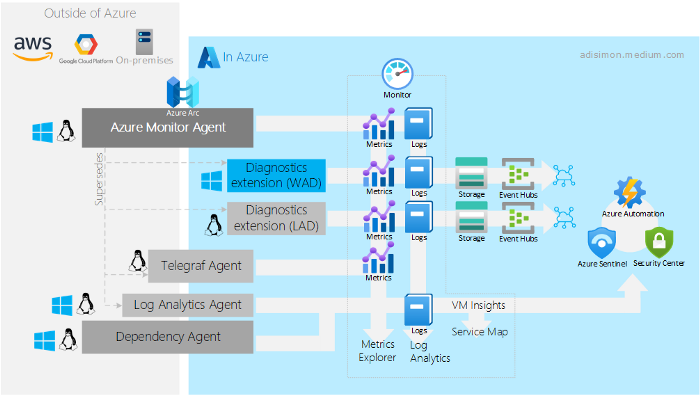 Outside of Azure
aws
Google Cloud Platform
On-premises
In Azure
adisimon.medium.com
Monitor
Azure Arc
Azure Monitor Agent
Metrics
Logs
Supersedes
Diagnostics
extension (WAD)
Metrics
Logs
Storage
Event Hubs
Diagnostics
extension (LAD)
Metrics
Logs
Storage
Event Hubs
Azure Automation
Azure Sentinel
Security Center
Telegraf Agent
Metrics
Log Analytics Agent
Logs
VM Insights
Service Map
Dependency Agent
Metrics
Explorer
Log
Analytics